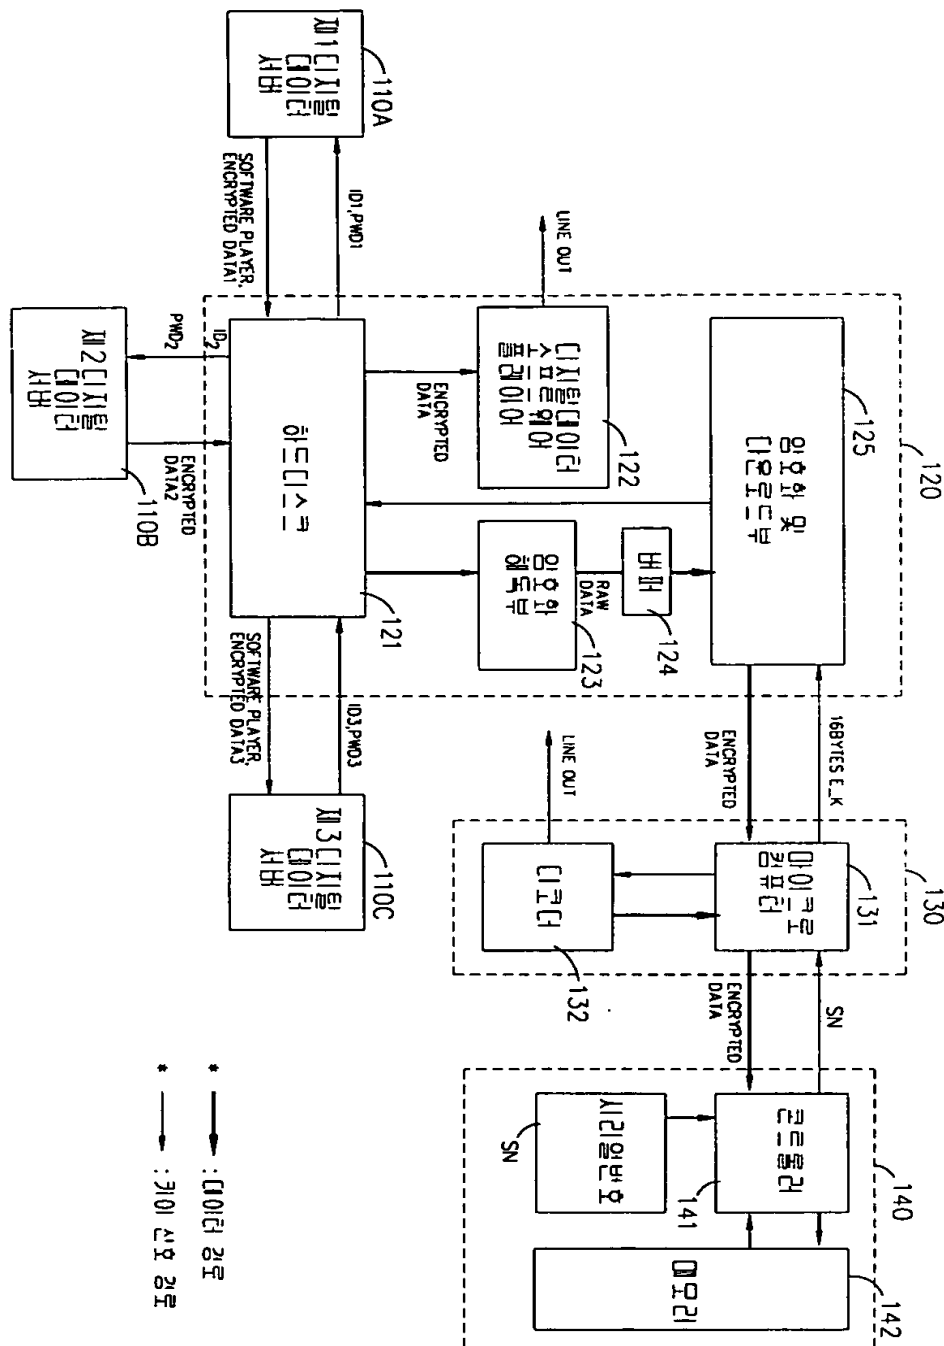 110A
제1디지탈
데이터
서버
SOFTWARE PLAYER,
ENCRYPTED DATA1
ID1,PWD1
제2디지탈
데이터
서버
110B
ID2
PWD2
ENCRYPTED
DATA2
하드디스크
121
LINE OUT
디지탈데이터
소프트웨어
플레이어
122
ENCRYPTED
DATA
암호화
해독부
123
RAW
DATA
버퍼
124
120
125
암호화 및
다운로드부
SOFTWARE PLAYER,
ENCRYPTED DATA3
ID3,PWD3
110C
제3디지탈
데이터
서버
16BYTES E_K
ENCRYPTED
DATA
130
131
마이크로
컴퓨터
LINE OUT
디코더
132
SN
ENCRYPTED
DATA
140
콘트롤러
141
시리얼번호
SN
메모리
142
* : 데이터 경로
* : 키이 신호 경로